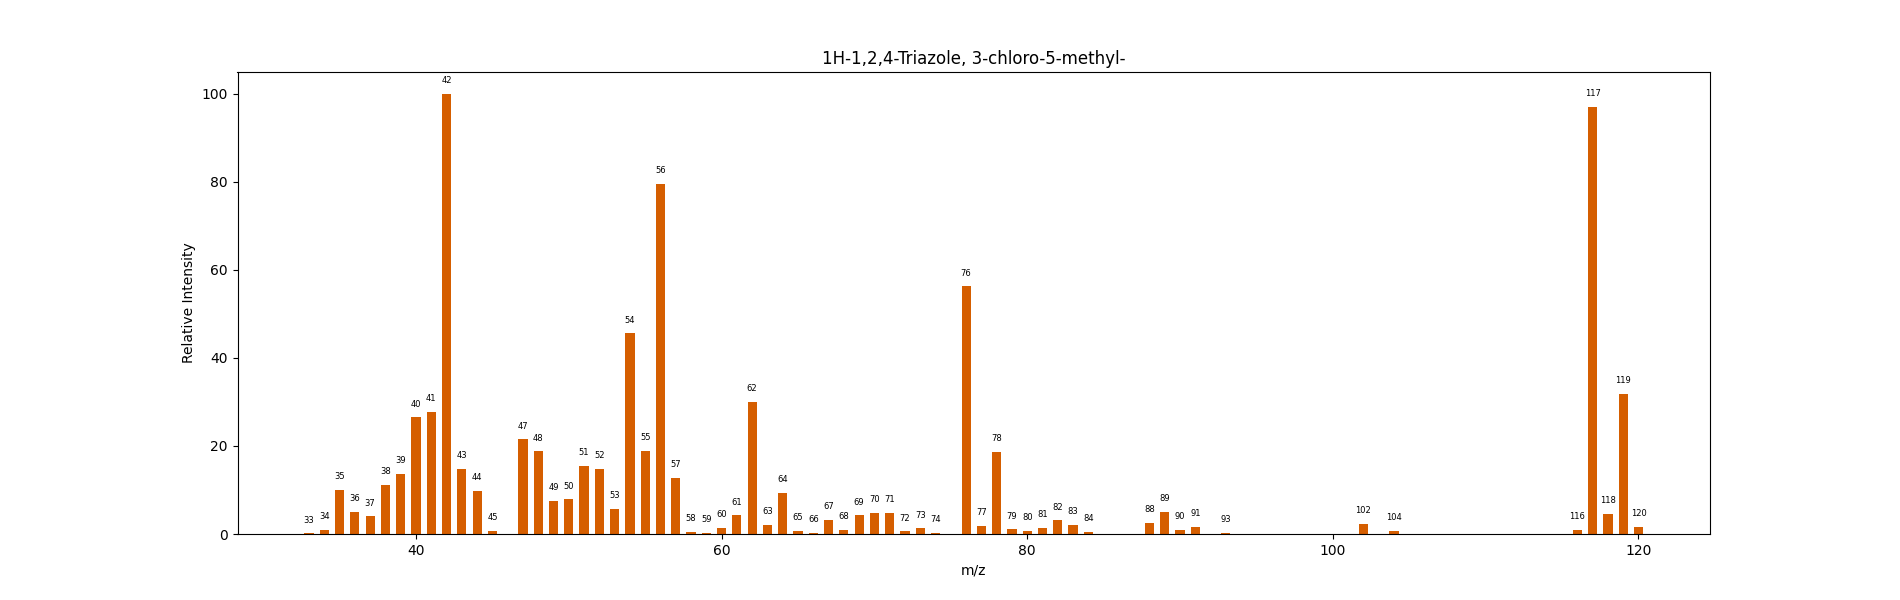 1H-1,2,4-Triazole, 3-chloro-5-methyl-
Relative Intensity
100
80
60
40
20
0
33 34 35 36 37 38 39 40 41 42 43 44 45 47 48 49 50 51 52 53 54 55 56 57 58 59 60 61 62 63 64 65 66 67 68 69 70 71 72 73 74 76 77 78 79 80 81 82 83 84 88 89 90 91 93 102 104 116 117 118 119 120
40 60 80 100 120
m/z